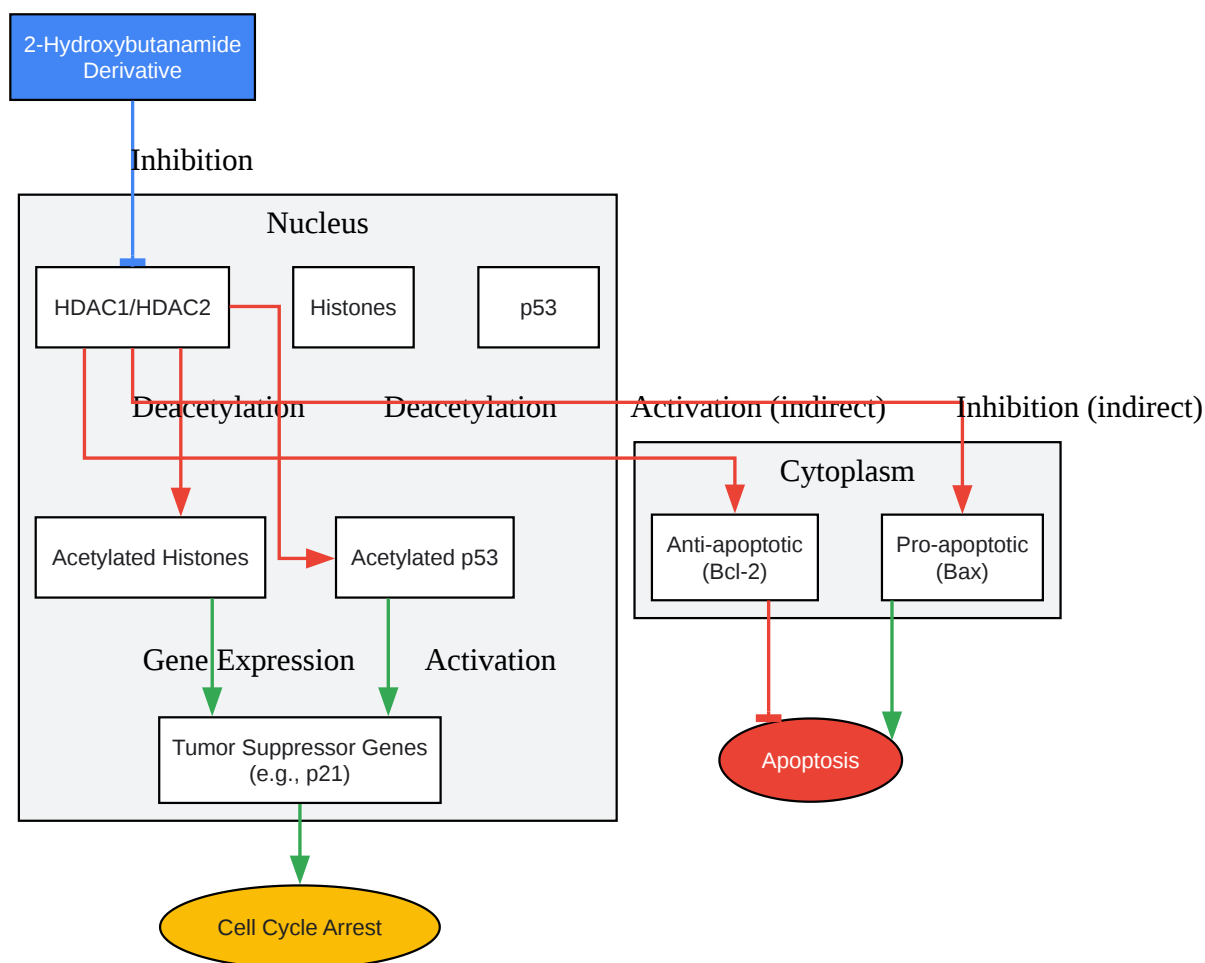 2-Hydroxybutanamide
Derivative
Inhibition
Nucleus
HDAC1/HDAC2
Histones
p53
Deacetylation
Deacetylation
Activation (indirect)
Inhibition (indirect)
Cytoplasm
Acetylated Histones
Acetylated p53
Anti-apoptotic
(Bcl-2)
Pro-apoptotic
(Bax)
Gene Expression
Activation
Tumor Suppressor Genes
(e.g., p21)
Apoptosis
Cell Cycle Arrest